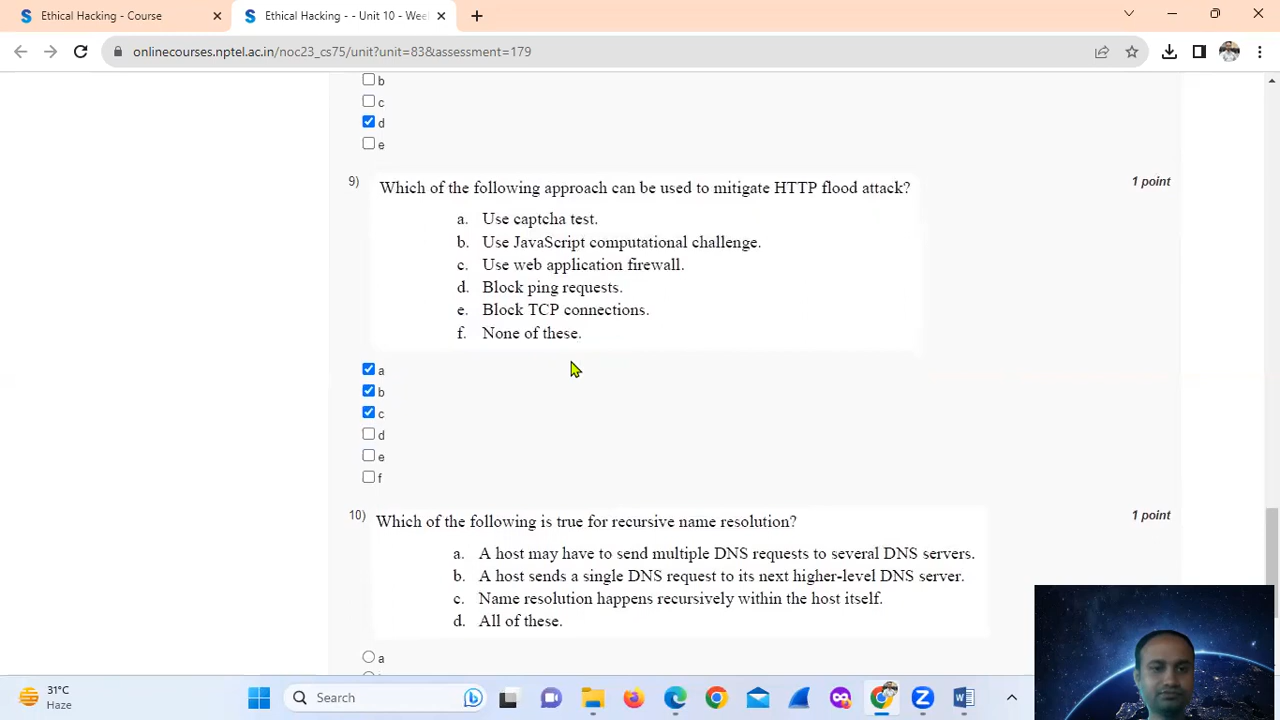 Ethical Hacking - Course
Ethical Hacking - - Unit 10 - Wee
onlinecourses.nptel.ac.in/noc23_cs75/unit?unit=83&assessment=179
b
c
d
e
9) Which of the following approach can be used to mitigate HTTP flood attack? 1 point
a. Use captcha test.
b. Use JavaScript computational challenge.
c. Use web application firewall.
d. Block ping requests.
e. Block TCP connections.
f. None of these.
a
b
c
d
e
f
10) Which of the following is true for recursive name resolution? 1 point
a. A host may have to send multiple DNS requests to several DNS servers.
b. A host sends a single DNS request to its next higher-level DNS server.
c. Name resolution happens recursively within the host itself.
d. All of these.
a
31°C
Haze
Search